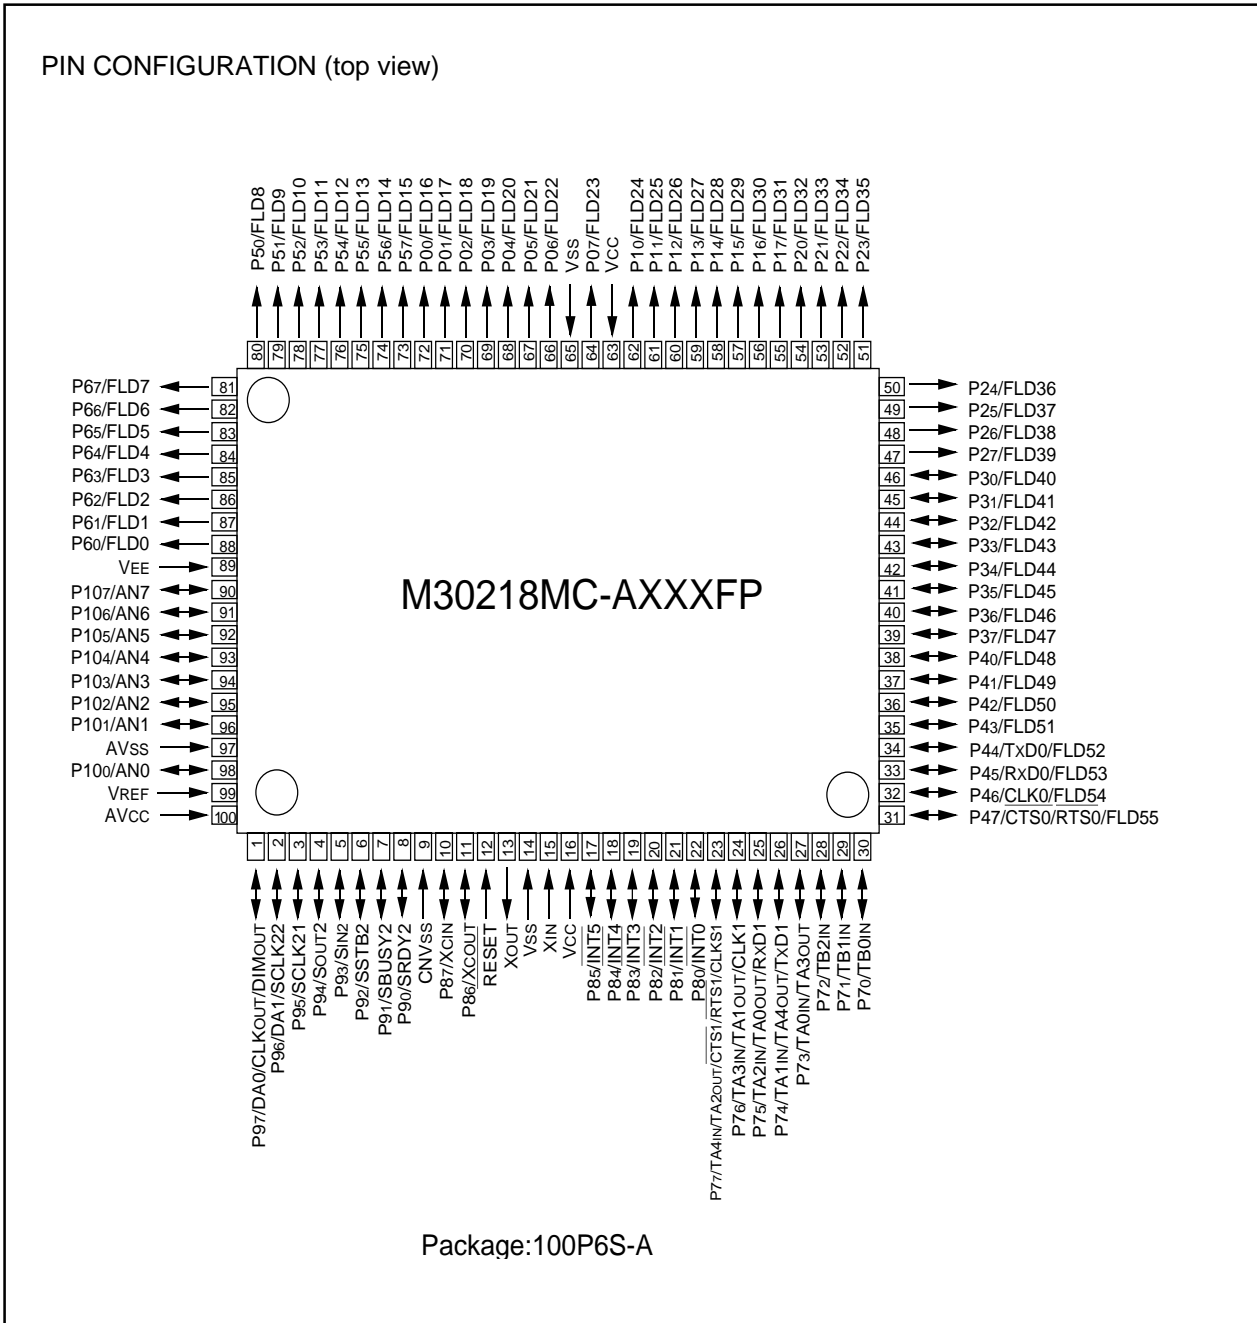 PIN CONFIGURATION (top view)
P50/FLD8
P51/FLD9
P52/FLD10
P53/FLD11
P54/FLD12
P55/FLD13
P56/FLD14
P57/FLD15
P00/FLD16
P01/FLD17
P02/FLD18
P03/FLD19
P04/FLD20
P05/FLD21
P06/FLD22
VSS
P07/FLD23
VCC
P10/FLD24
P11/FLD25
P12/FLD26
P13/FLD27
P14/FLD28
P15/FLD29
P16/FLD30
P17/FLD31
P20/FLD32
P21/FLD33
P22/FLD34
P23/FLD35
80
79
78
77
76
75
74
73
72
71
70
69
68
67
66
65
64
63
62
61
60
59
58
57
56
55
54
53
52
51
P67/FLD7 81
P66/FLD6 82
P65/FLD5 83
P64/FLD4 84
P63/FLD3 85
P62/FLD2 86
P61/FLD1 87
P60/FLD0 88
VEE 89
P107/AN7 90
P106/AN6 91
P105/AN5 92
P104/AN4 93
P103/AN3 94
P102/AN2 95
P101/AN1 96
AVSS 97
P100/AN0 98
VREF 99
AVCC 100
M30218MC-AXXXFP
50 P24/FLD36
49 P25/FLD37
48 P26/FLD38
47 P27/FLD39
46 P30/FLD40
45 P31/FLD41
44 P32/FLD42
43 P33/FLD43
42 P34/FLD44
41 P35/FLD45
40 P36/FLD46
39 P37/FLD47
38 P40/FLD48
37 P41/FLD49
36 P42/FLD50
35 P43/FLD51
34 P44/TXD0/FLD52
33 P45/RXD0/FLD53
32 P46/CLK0/FLD54
31 P47/CTS0/RTS0/FLD55
1
2
3
4
5
6
7
8
9
10
11
12
13
14
15
16
17
18
19
20
21
22
23
24
25
26
27
28
29
30
P97/DA0/CLKOUT/DIMOUT
P96/DA1/SCLK22
P95/SCLK21
P94/SOUT2
P93/SIN2
P92/SSTB2
P91/SBUSY2
P90/SRDY2
CNVSS
P87/XCIN
P86/XCOUT
RESET
XOUT
VSS
XIN
VCC
P85/INT5
P84/INT4
P83/INT3
P82/INT2
P81/INT1
P80/INT0
P77/TA4IN/TA2OUT/CTS1/RTS1/CLKS1
P76/TA3IN/TA1OUT/CLK1
P75/TA2IN/TA0OUT/RXD1
P74/TA1IN/TA4OUT/TXD1
P73/TA0IN/TA3OUT
P72/TB2IN
P71/TB1IN
P70/TB0IN
Package:100P6S-A